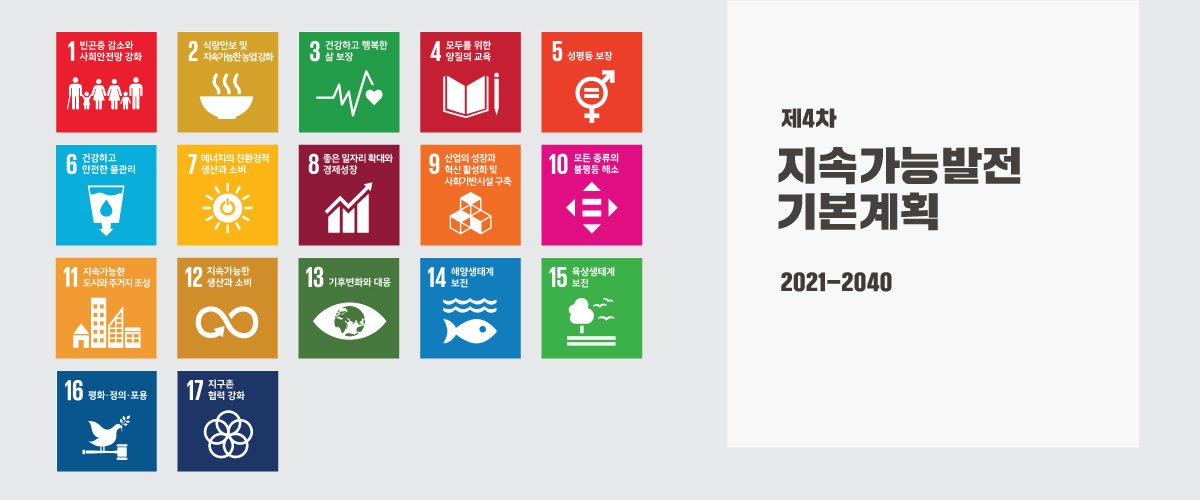 1 빈곤층 감소와
사회안전망 강화
2 식량안보 및
지속가능한농업강화
3 건강하고 행복한
삶 보장
4 모두를 위한
양질의 교육
5 성평등 보장
6 건강하고
안전한 물관리
7 에너지의 친환경적
생산과 소비
8 좋은 일자리 확대와
경제성장
9 산업의 성장과
혁신 활성화 및
사회기반시설 구축
10 모든 종류의
불평등 해소
11 지속가능한
도시와 주거지 조성
12 지속가능한
생산과 소비
13 기후변화와 대응
14 해양생태계
보전
15 육상생태계
보전
16 평화·정의·포용
17 지구촌
협력 강화
제4차
지속가능발전
기본계획
2021-2040